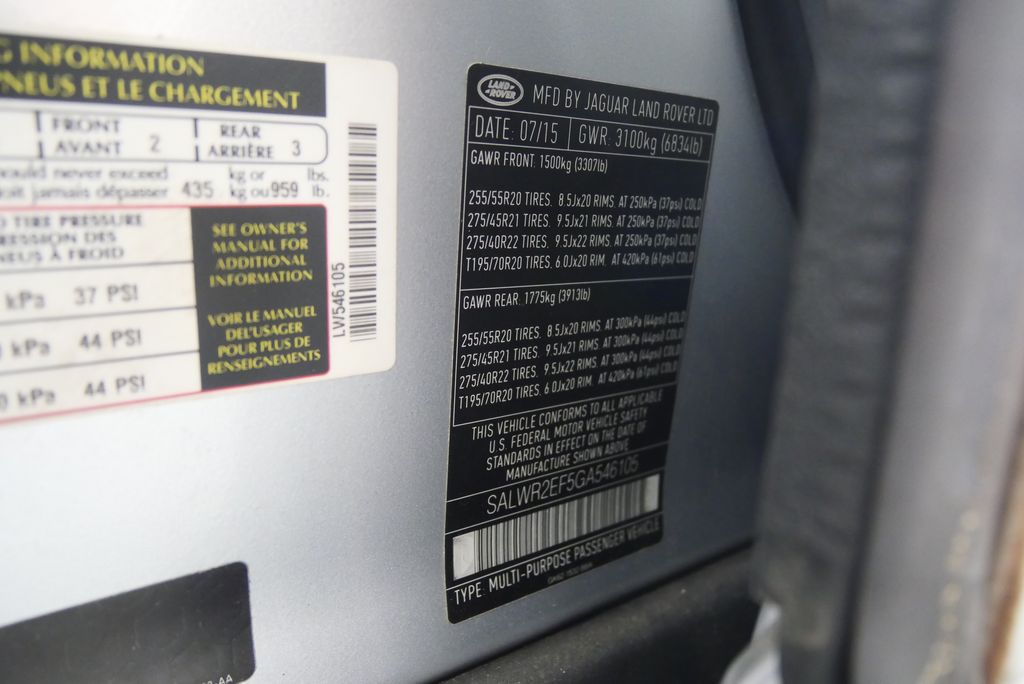 G INFORMATION
PNEUS ET LE CHARGEMENT
FRONT
AVANT 2
REAR
ARRIÈRE 3
should never exceed kg or lbs.
doit jamais dépasser 435 kg ou 959 lb.
TIRE PRESSURE
PRESSION DES
PNEUS À FROID
kPa 37 PSI
kPa 44 PSI
0 kPa 44 PSI
SEE OWNER'S
MANUAL FOR
ADDITIONAL
INFORMATION
VOIR LE MANUEL
DEL'USAGER
POUR PLUS DE
RENSEIGNEMENTS
LV/546105
LAND ROVER
MFD BY JAGUAR LAND ROVER LTD
DATE: 07/15 GWR: 3100kg (6834lb)
GAWR FRONT: 1500kg (3307lb)
255/55R20 TIRES. 8.5Jx20 RIMS. AT 250kPa (37psi) COLD
275/45R21 TIRES. 9.5Jx21 RIMS. AT 250kPa (37psi) COLD
275/40R22 TIRES. 9.5Jx22 RIMS. AT 250kPa (37psi) COLD
T195/70R20 TIRES. 6.0Jx20 RIM. AT 420kPa (61psi) COLD
GAWR REAR: 1775kg (3913lb)
255/55R20 TIRES. 8.5Jx20 RIMS. AT 300kPa (44psi) COLD
275/45R21 TIRES. 9.5Jx21 RIMS. AT 300kPa (44psi) COLD
275/40R22 TIRES. 9.5Jx22 RIMS. AT 300kPa (44psi) COLD
T195/70R20 TIRES. 6.0Jx20 RIM. AT 420kPa (61psi) COLD
THIS VEHICLE CONFORMS TO ALL APPLICABLE
U.S. FEDERAL MOTOR VEHICLE SAFETY
STANDARDS IN EFFECT ON THE DATE OF
MANUFACTURE SHOWN ABOVE.
SALWR2EF5GA546105
TYPE: MULTI-PURPOSE PASSENGER VEHICLE